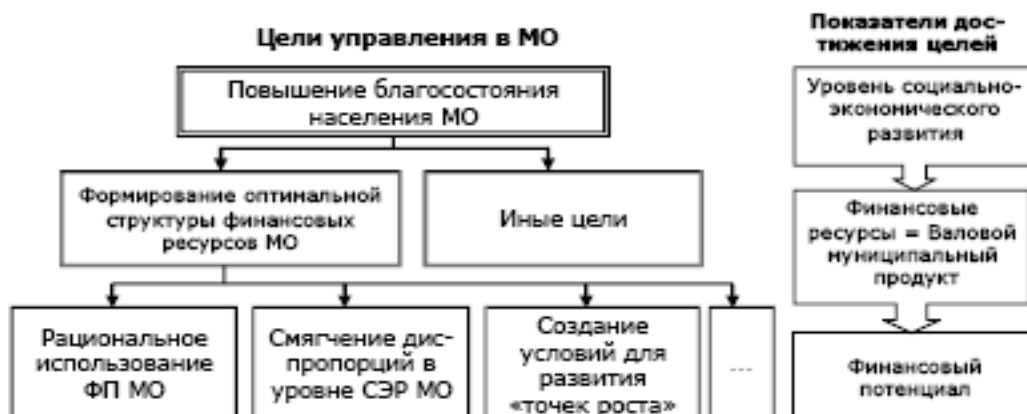 Цели управления в МО
Повышение благосостояния
населения МО
Формирование оптимальной
структуры финансовых
ресурсов МО
Иные цели
Рациональное
использование
ФП МО
Смягчение дис-
пропорций в
уровне СЭР МО
Создание
условий для
развития
«точек роста»
...
Показатели дос-
тижения целей
Уровень социально-
экономического
развития
Финансовые
ресурсы = Валовой
муниципальный
продукт
Финансовый
потенциал